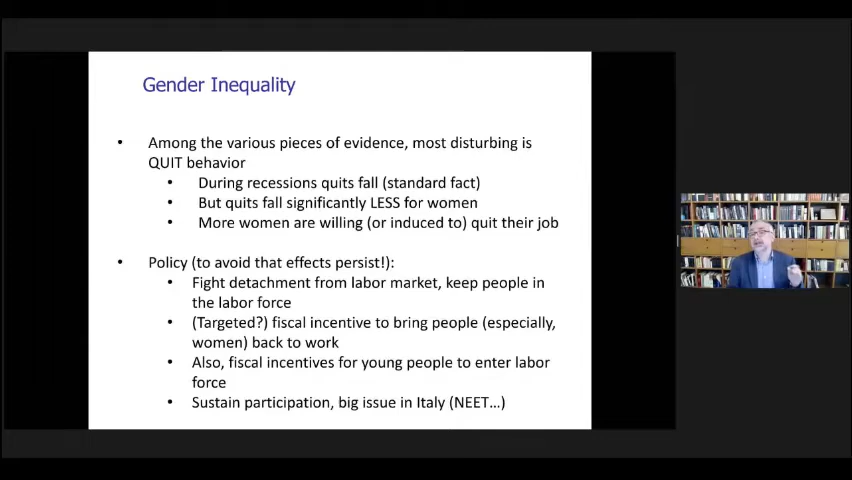 Gender Inequality
• Among the various pieces of evidence, most disturbing is
QUIT behavior
• During recessions quits fall (standard fact)
• But quits fall significantly LESS for women
• More women are willing (or induced to) quit their job
• Policy (to avoid that effects persist!):
• Fight detachment from labor market, keep people in
the labor force
• (Targeted?) fiscal incentive to bring people (especially,
women) back to work
• Also, fiscal incentives for young people to enter labor
force
• Sustain participation, big issue in Italy (NEET...)